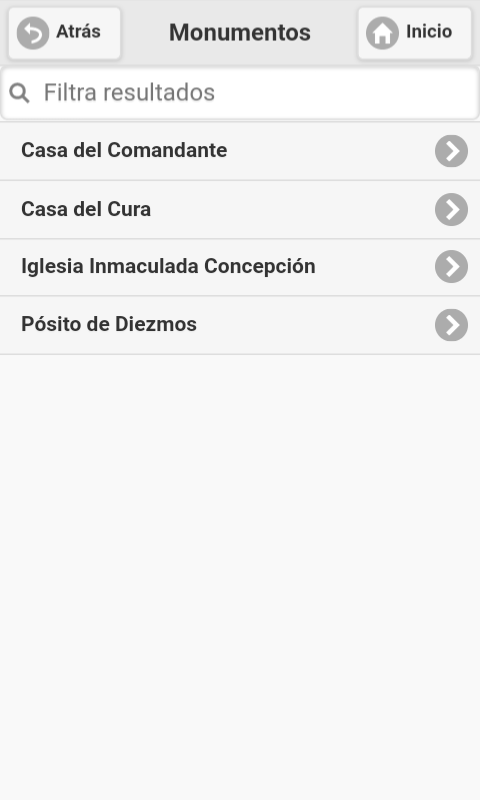 Atrás
Monumentos
Inicio
Filtra resultados
Casa del Comandante
Casa del Cura
Iglesia Inmaculada Concepción
Pósito de Diezmos